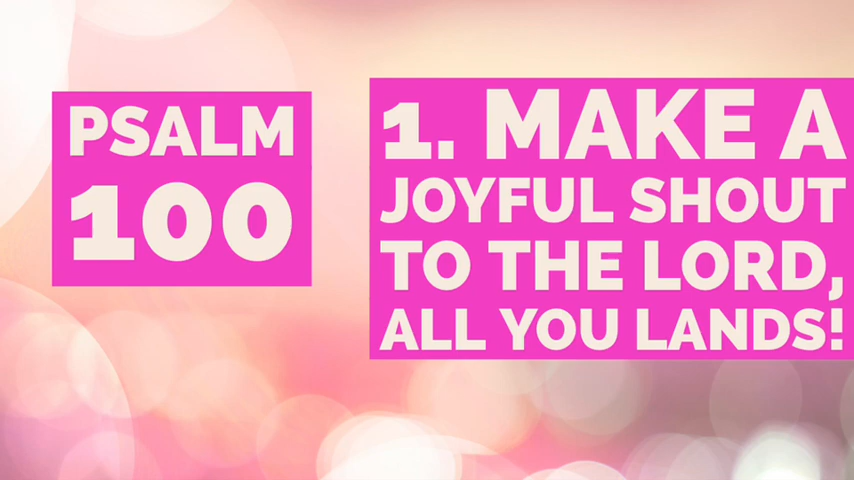 PSALM
100
1. MAKE A
JOYFUL SHOUT
TO THE LORD,
ALL YOU LANDS!